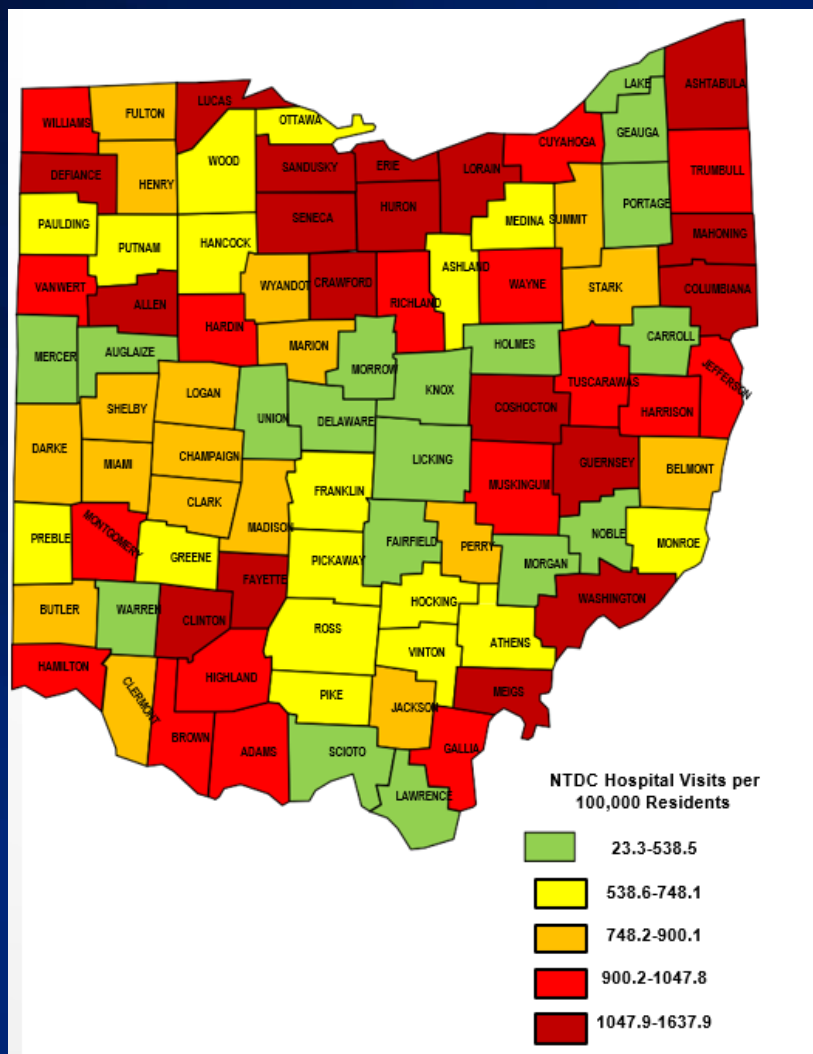 LAKE
ASHTABULA
LUCAS
FULTON
OTTAWA
WILLIAMS
GEAUGA
CUYAHOGA
WOOD
SANDUSKY
ERIE
LORAIN
TRUMBULL
DEFIANCE
HENRY
PORTAGE
HURON
SENECA
MEDINA
SUMMIT
PAULDING
MAHONING
PUTNAM
HANCOCK
ASHLAND
COLUMBIANA
VANWERT
WYANDOT
CRAWFORD
WAYNE
STARK
ALLEN
RICHLAND
HARDIN
CARROLL
MERCER
AUGLAIZE
MARION
HOLMES
MORROW
JEFFERSON
TUSCARAWAS
KNOX
LOGAN
SHELBY
UNION
DELAWARE
COSHOCTON
HARRISON
DARKE
CHAMPAIGN
LICKING
GUERNSEY
MIAMI
BELMONT
FRANKLIN
MUSKINGUM
CLARK
MADISON
MONTGOMERY
NOBLE
PREBLE
FAIRFIELD
PERRY
MONROE
GREENE
PICKAWAY
MORGAN
FAYETTE
WASHINGTON
HOCKING
BUTLER
WARREN
CLINTON
ROSS
ATHENS
VINTON
HAMILTON
HIGHLAND
PIKE
MEIGS
CLERMONT
JACKSON
BROWN
ADAMS
SCIOTO
GALLIA
LAWRENCE
NTDC Hospital Visits per
100,000 Residents
23.3-538.5
538.6-748.1
748.2-900.1
900.2-1047.8
1047.9-1637.9